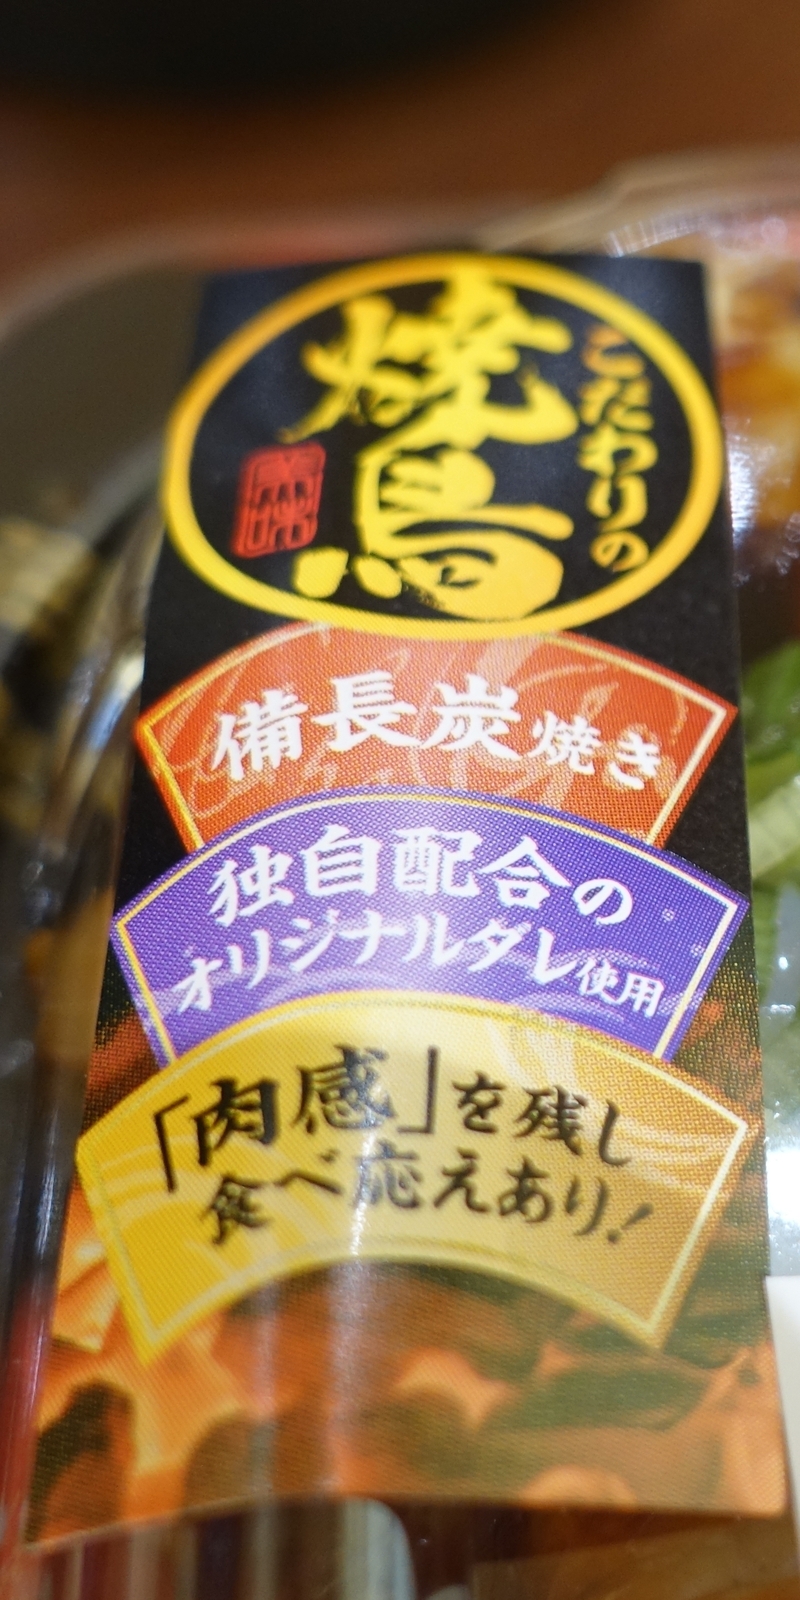 こだわりの
焼鳥
備長炭焼き
独自配合の
オリジナルダレ使用
「肉感」を残し
食べ応えあり!